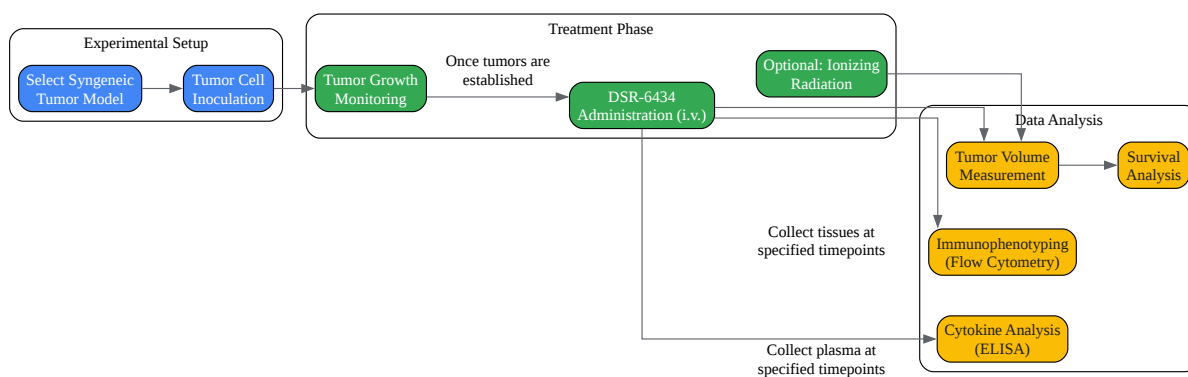 Experimental Setup
Select Syngeneic
Tumor Model
Tumor Cell
Inoculation
Treatment Phase
Tumor Growth
Monitoring
Once tumors are
established
DSR-6434
Administration (i.v.)
Optional: Ionizing
Radiation
Data Analysis
Tumor Volume
Measurement
Survival
Analysis
Collect tissues at
specified timepoints
Immunophenotyping
(Flow Cytometry)
Cytokine Analysis
(ELISA)
Collect plasma at
specified timepoints